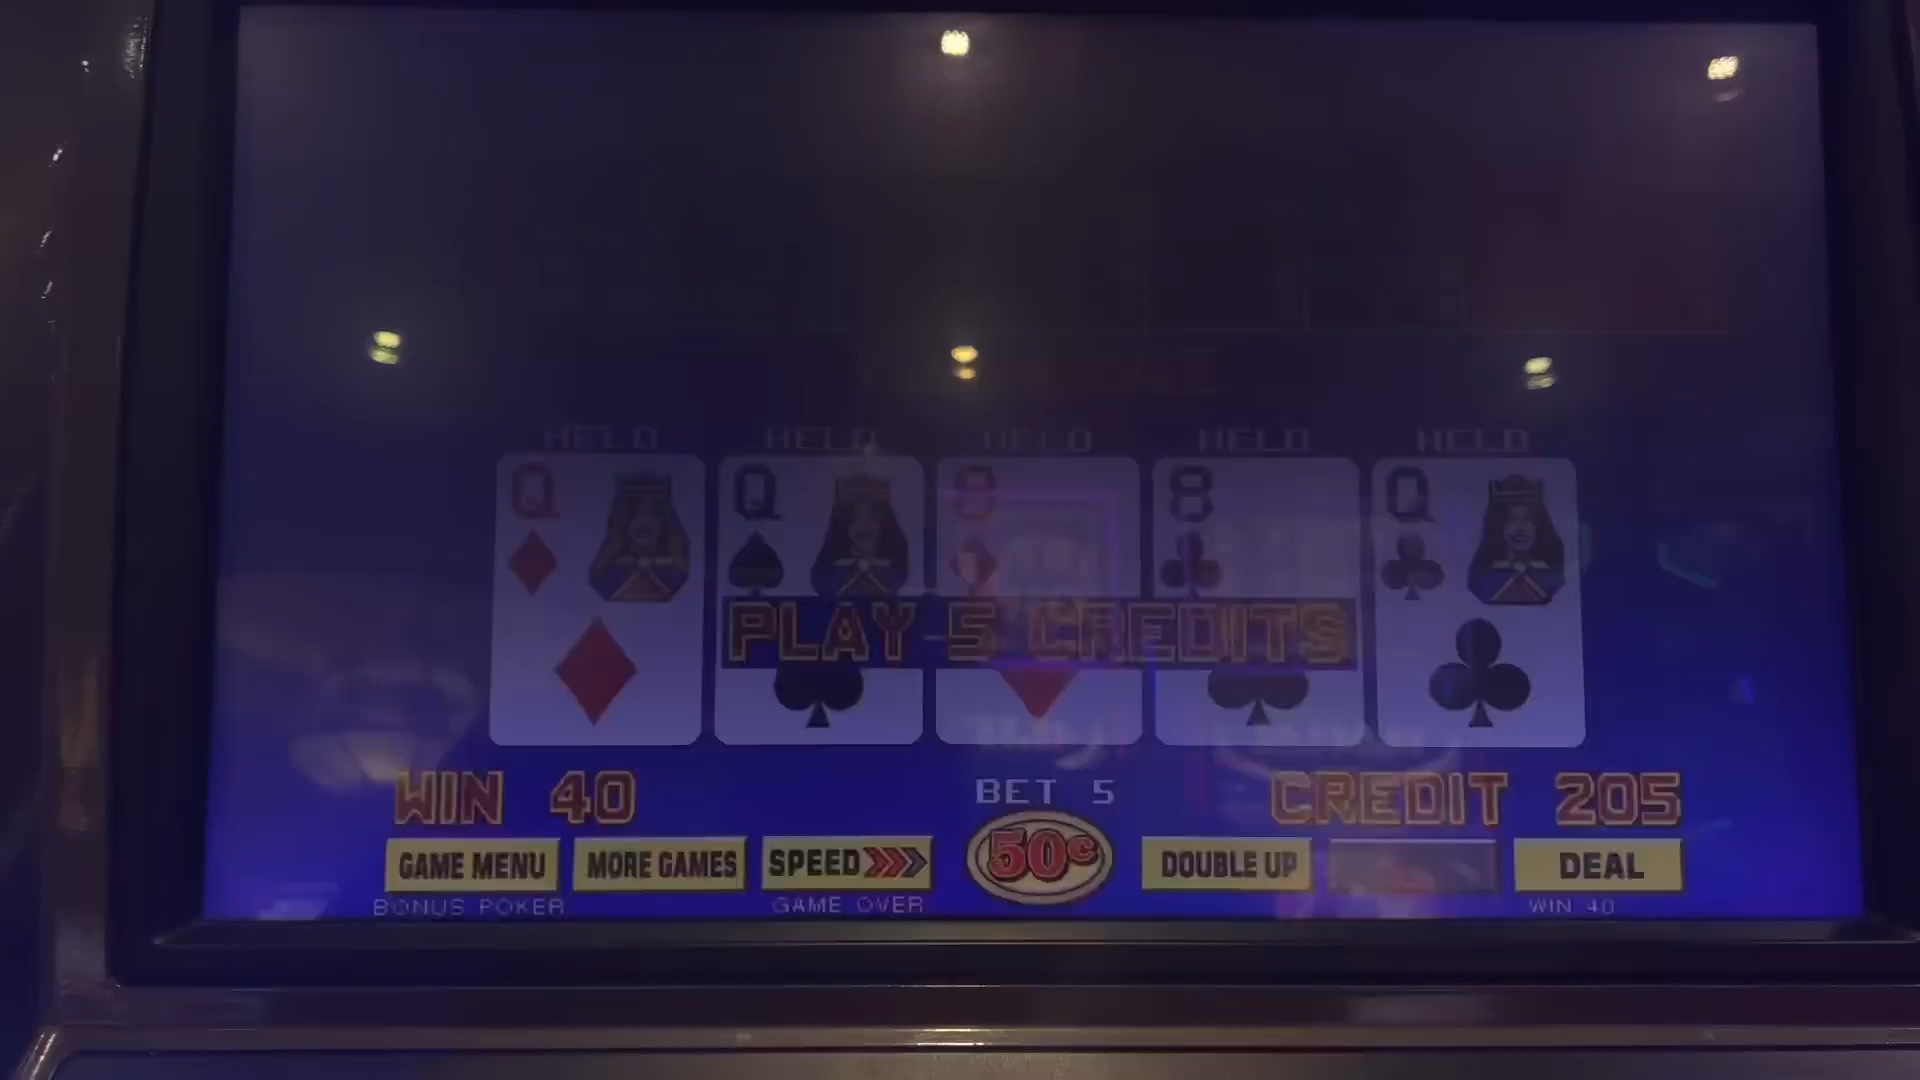 HELD HELD HELD HELD HELD
Q Q 8 8 Q
PLAY 5 CREDITS
WIN 40 BET 5 CREDIT 205
GAME MENU MORE GAMES SPEED 50¢ DOUBLE UP DEAL
BONUS POKER GAME OVER WIN 40